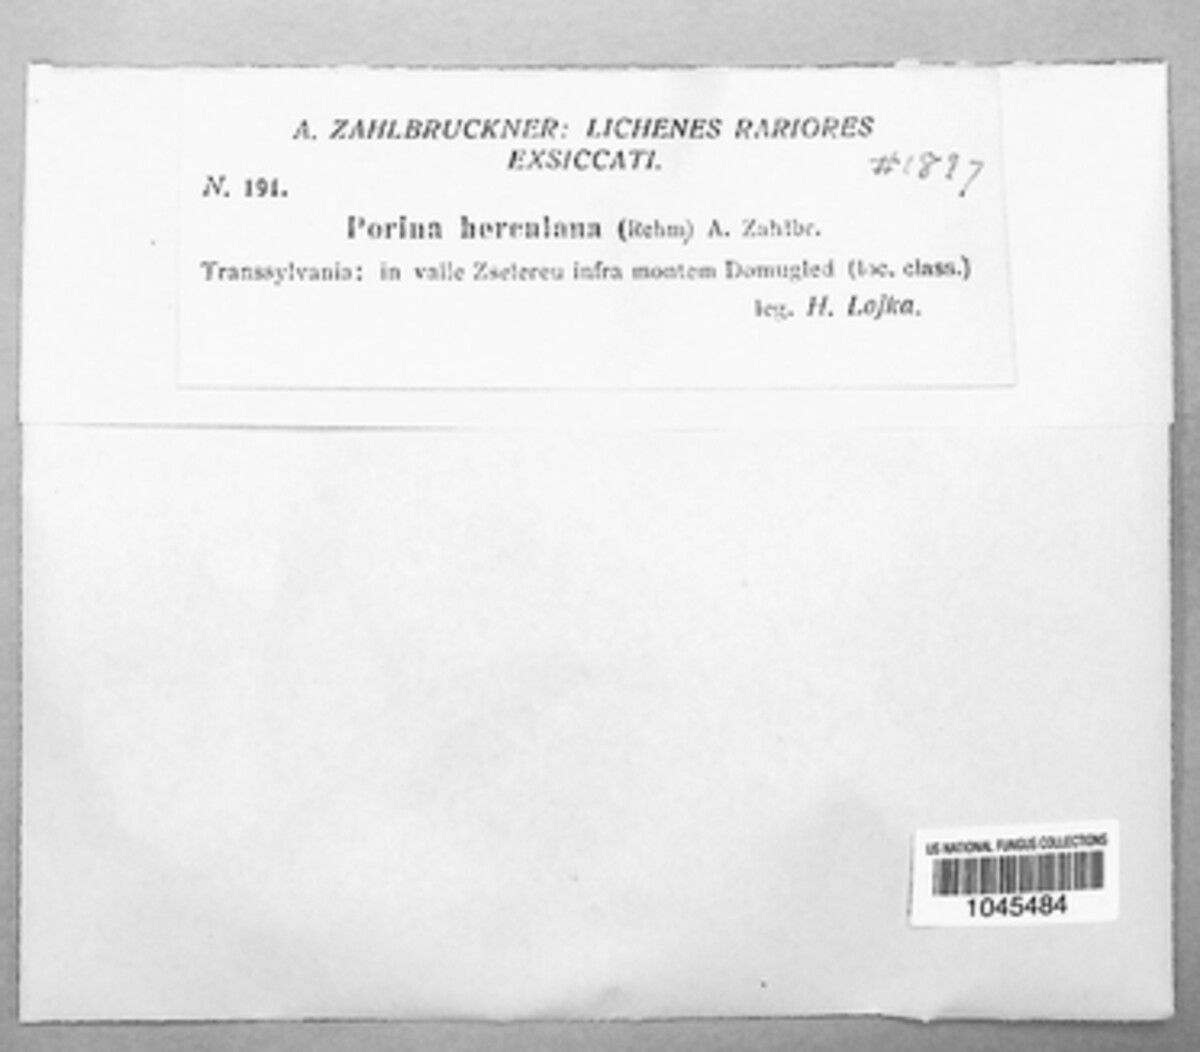 A. ZAHLBRUCKNER: LICHENES RARIORES
EXSICCATI.
#1897
N. 191.
Porina herculana (Rehm) A. Zahlbr.
Transsylvania: in valle Zselereu infra montem Domugled (loc. class.)
leg. H. Lojka.
US NATIONAL FUNGUS COLLECTIONS
1045484